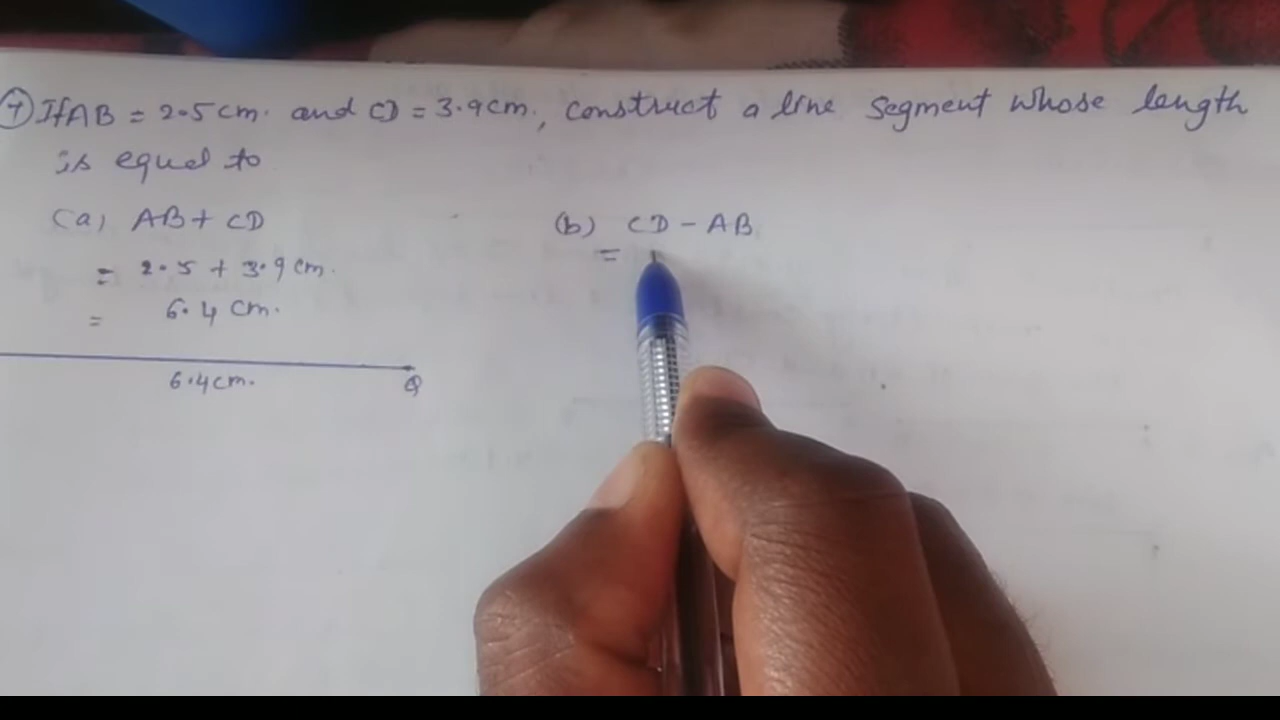 7 If AB = 2.5 cm. and CD = 3.9 cm., construct a line segment whose length
is equal to
(a) AB + CD
= 2.5 + 3.9 cm.
= 6.4 cm.
6.4 cm. Q
(b) CD - AB
=